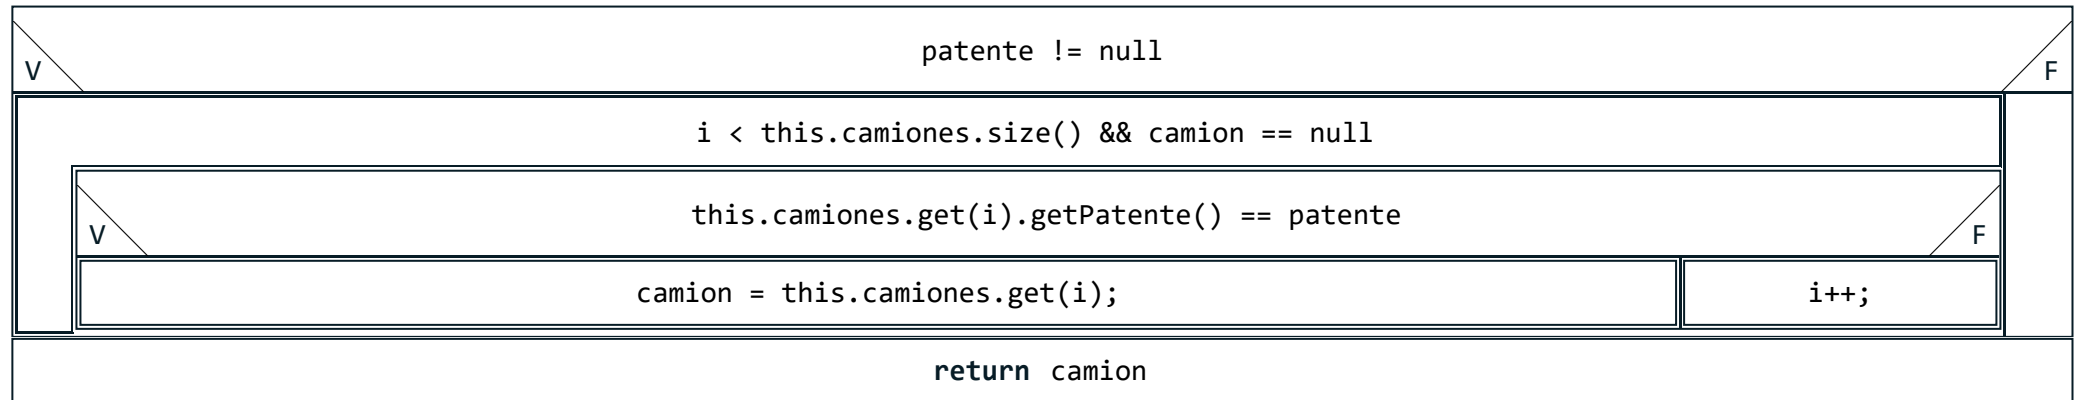 patente != null
V
F
i < this.camiones.size() && camion == null
this.camiones.get(i).getPatente() == patente
V
F
camion = this.camiones.get(i);
i++;
return camion